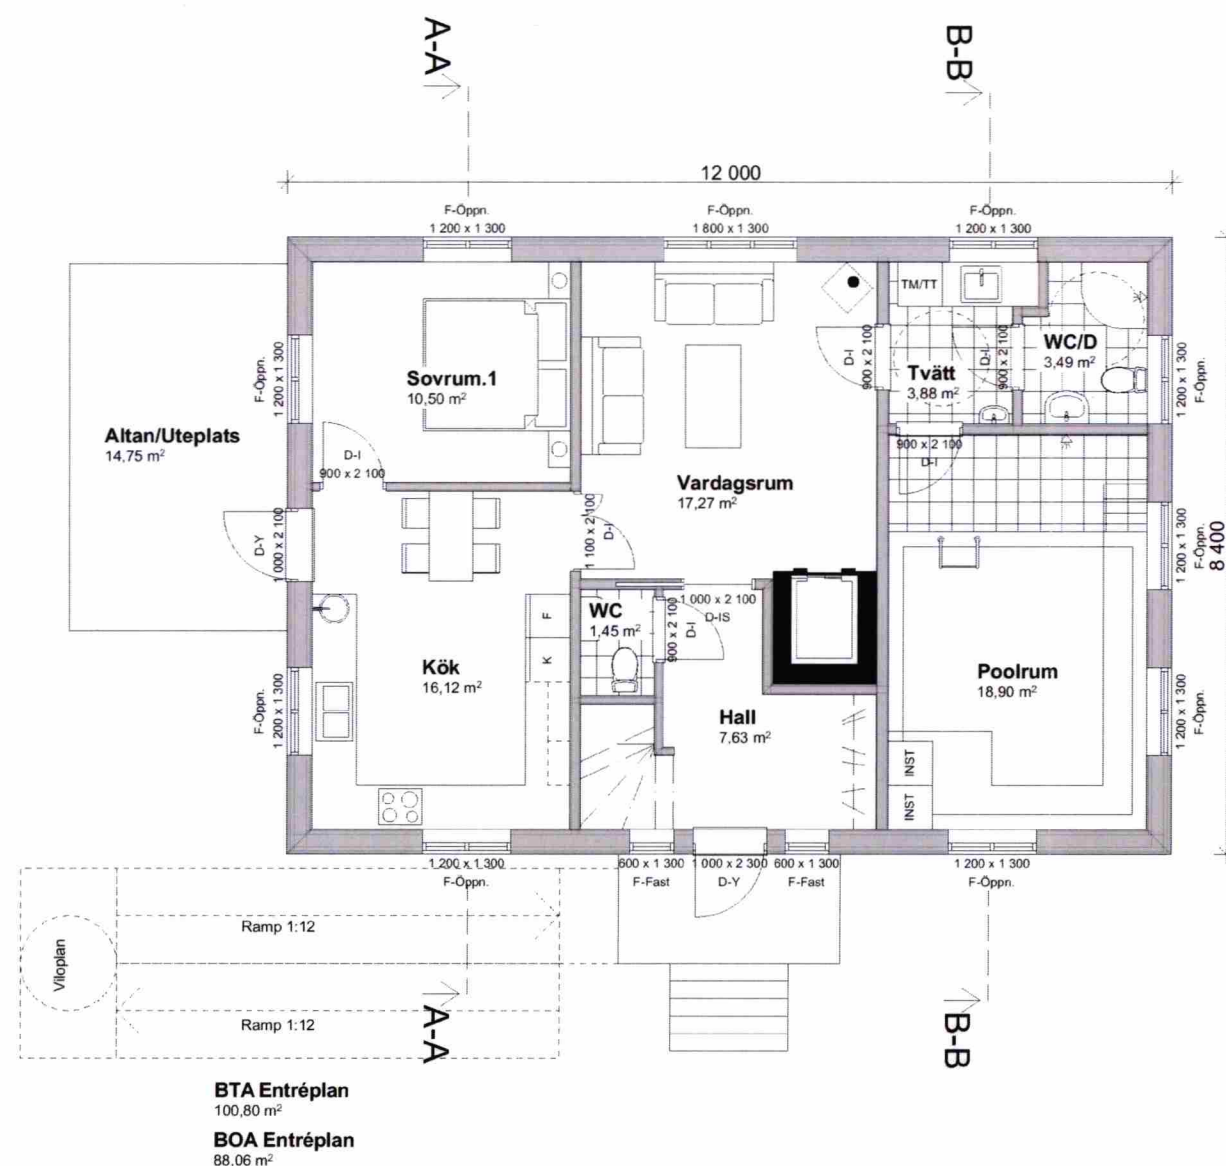 A-A
B-B
12 000
F-Öppn.
1 200 x 1 300
F-Öppn.
1 800 x 1 300
F-Öppn.
1 200 x 1 300
TM/TT
WC/D
3,49 m²
Tvätt
3,88 m²
D-I
900 x 2 100
D-I
900 x 2 100
F-Öppn.
1 200 x 1 300
1 200 x 1 300
F-Öppn.
Sovrum.1
10,50 m²
Altan/Uteplats
14,75 m²
D-I
900 x 2 100
900 x 2 100
D-I
Vardagsrum
17,27 m²
D-Y
1 000 x 2 100
1 100 x 2 100
D-I
1 200 x 1 300
F-Öppn.
8 400
WC
1,45 m²
1 000 x 2 100
D-IS
900 x 2 100
D-I
F
K
Kök
16,12 m²
Poolrum
18,90 m²
F-Öppn.
1 200 x 1 300
Hall
7,63 m²
1 200 x 1 300
F-Öppn.
INST
INST
1 200 x 1 300
F-Öppn.
600 x 1 300
F-Fast
1 000 x 2 300
D-Y
600 x 1 300
F-Fast
1 200 x 1 300
F-Öppn.
Ramp 1:12
Viloplan
Ramp 1:12
A-A
B-B
BTA Entréplan
100,80 m²
BOA Entréplan
88,06 m²